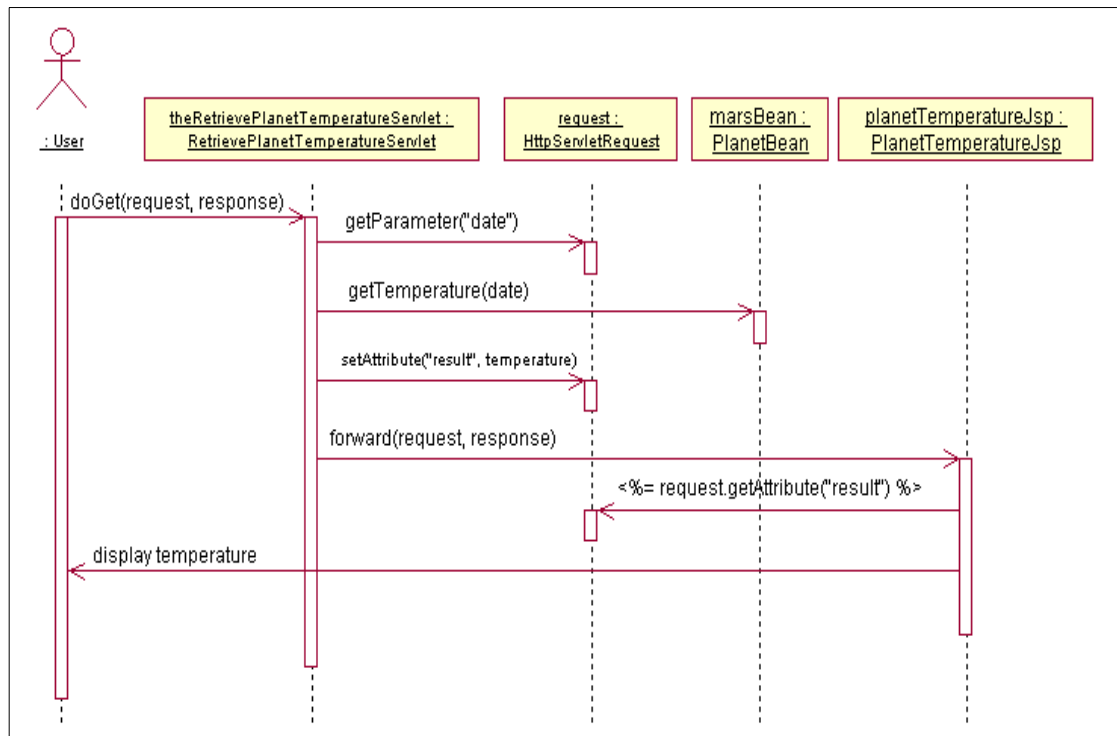 : User
theRetrievePlanetTemperatureServlet :
RetrievePlanetTemperatureServlet
request :
HttpServletRequest
marsBean :
PlanetBean
planetTemperatureJsp :
PlanetTemperatureJsp
doGet(request, response)
getParameter("date")
getTemperature(date)
setAttribute("result", temperature)
forward(request, response)
<%= request.getAttribute("result") %>
display temperature